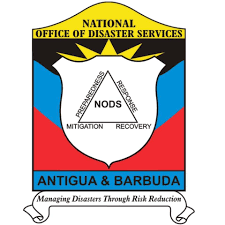 NATIONAL
OFFICE OF DISASTER SERVICES
PREPAREDNESS
RESPONSE
NODS
MITIGATION RECOVERY
ANTIGUA & BARBUDA
Managing Disasters Through Risk Reduction